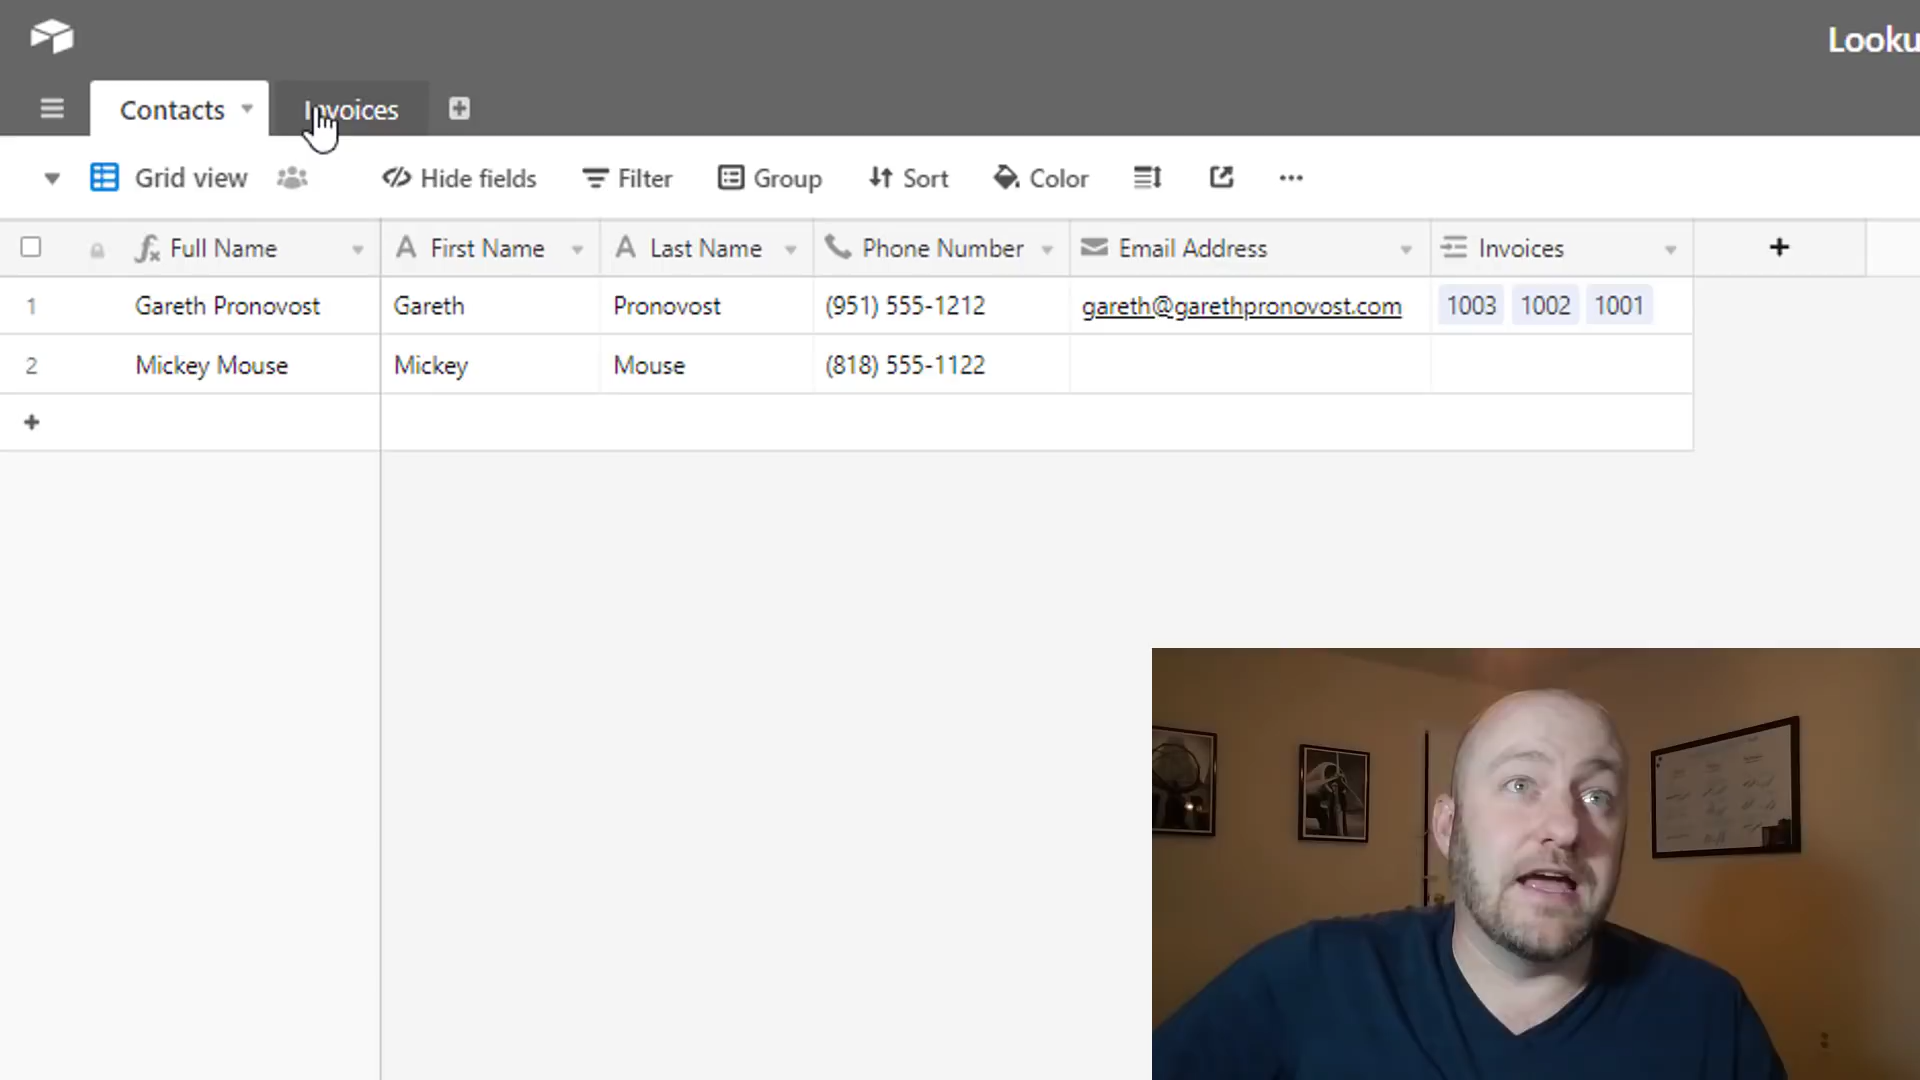 Looku
Contacts Invoices
Grid view Hide fields Filter Group Sort Color
Full Name First Name Last Name Phone Number Email Address Invoices
1 Gareth Pronovost Gareth Pronovost (951) 555-1212 gareth@garethpronovost.com 1003 1002 1001
2 Mickey Mouse Mickey Mouse (818) 555-1122